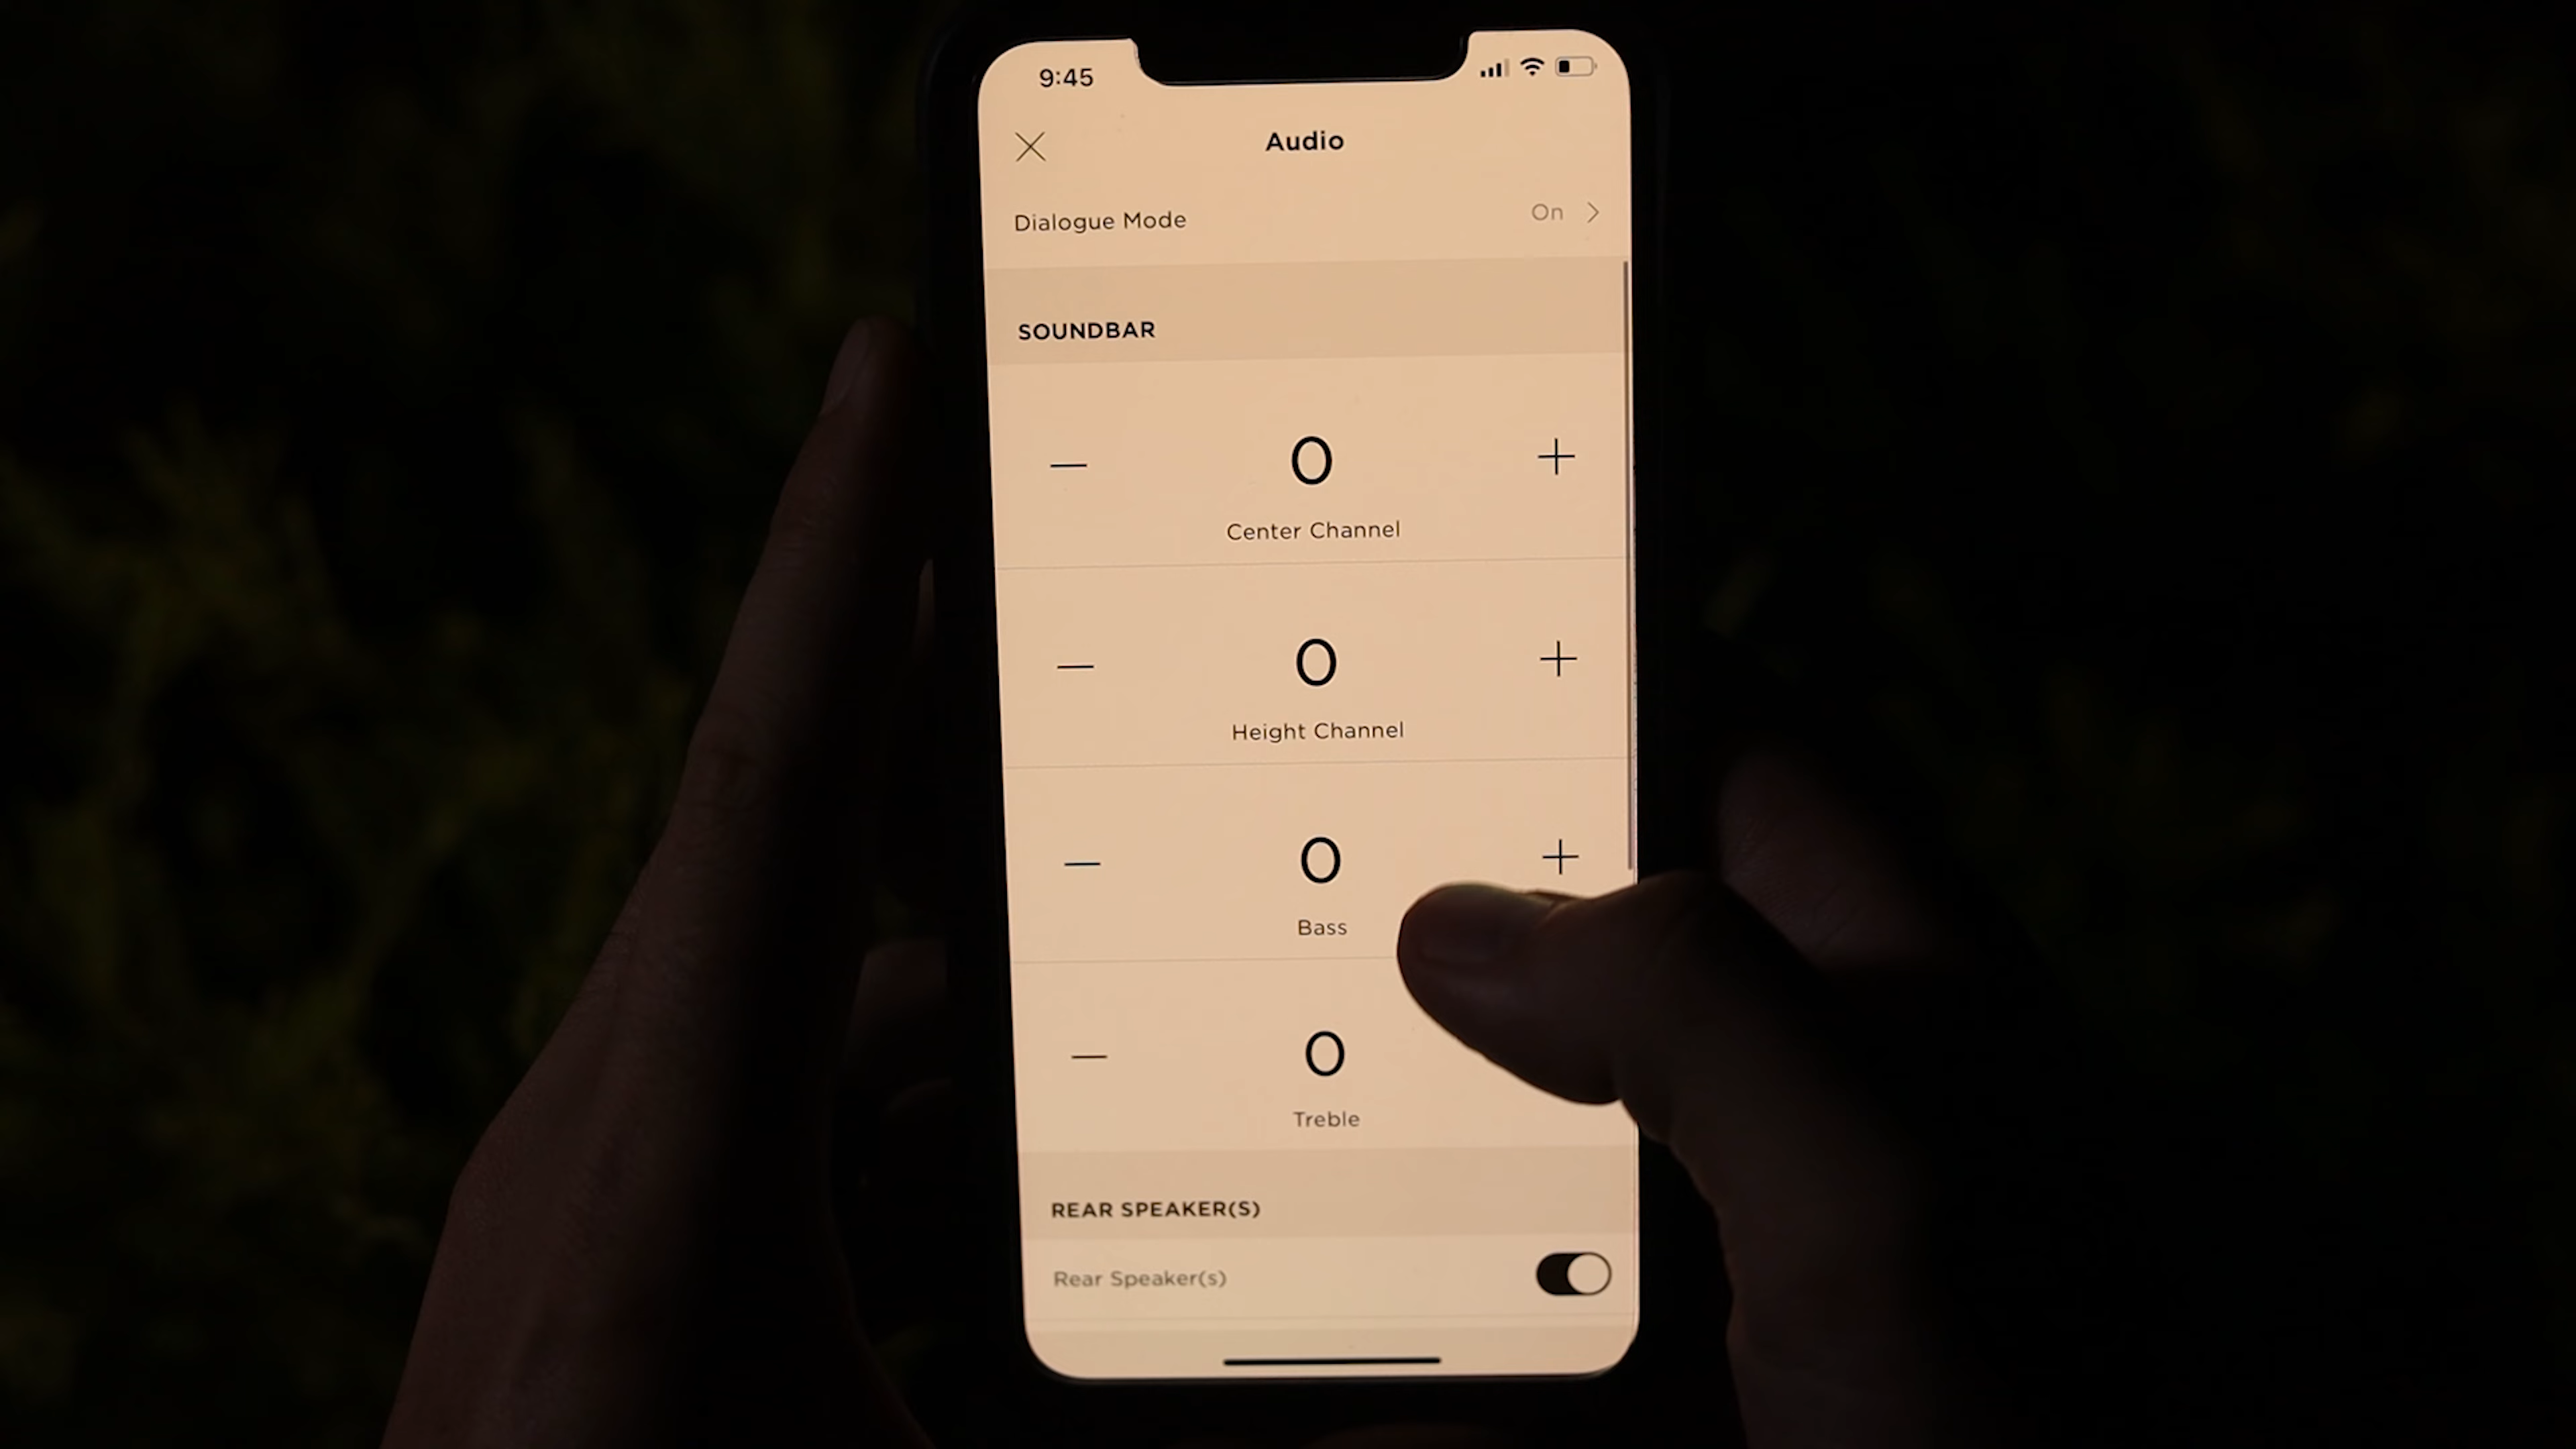 9:45
Audio
Dialogue Mode On
SOUNDBAR
0
Center Channel
0
Height Channel
0
Bass
0
Treble
REAR SPEAKER(S)
Rear Speaker(s)